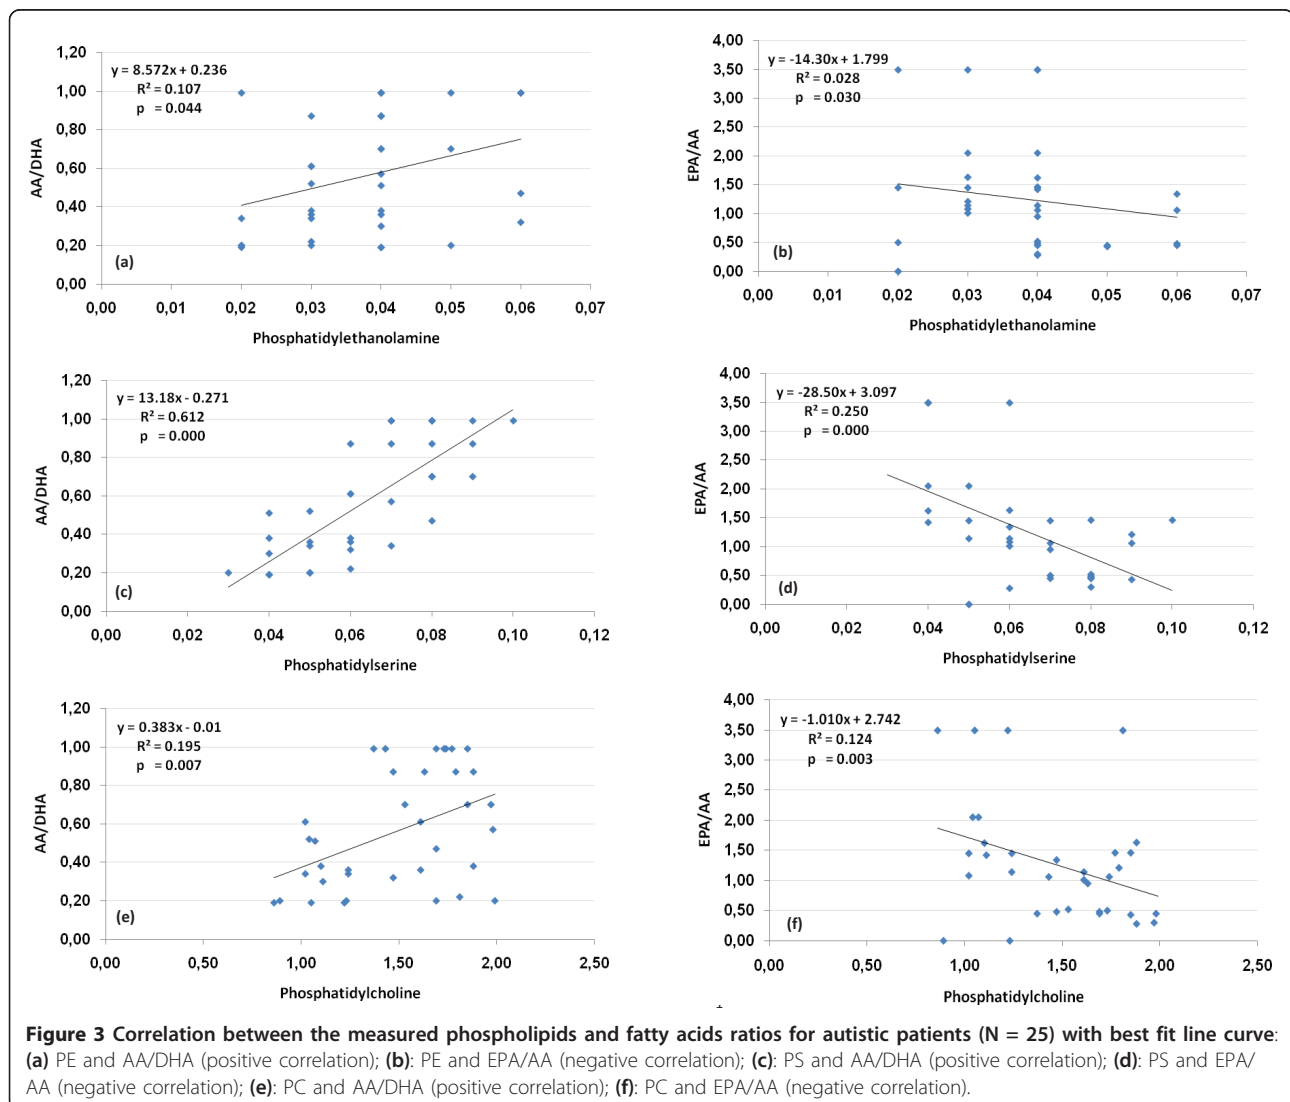 1,20
1,00
0,80
0,60
0,40
0,20
0,00
AA/DHA
y = 8.572x + 0.236
R² = 0.107
p = 0.044
(a)
0,00 0,01 0,02 0,03 0,04 0,05 0,06 0,07
Phosphatidylethanolamine
4,00
3,50
3,00
2,50
2,00
1,50
1,00
0,50
0,00
EPA/AA
y = -14.30x + 1.799
R² = 0.028
p = 0.030
(b)
0,00 0,01 0,02 0,03 0,04 0,05 0,06 0,07
Phosphatidylethanolamine
1,20
1,00
0,80
0,60
0,40
0,20
0,00
AA/DHA
y = 13.18x - 0.271
R² = 0.612
p = 0.000
(c)
0,00 0,02 0,04 0,06 0,08 0,10 0,12
Phosphatidylserine
4,00
3,50
3,00
2,50
2,00
1,50
1,00
0,50
0,00
EPA/AA
y = -28.50x + 3.097
R² = 0.250
p = 0.000
(d)
0,00 0,02 0,04 0,06 0,08 0,10 0,12
Phosphatidylserine
1,20
1,00
0,80
0,60
0,40
0,20
0,00
AA/DHA
y = 0.383x - 0.01
R² = 0.195
p = 0.007
(e)
0,00 0,50 1,00 1,50 2,00 2,50
Phosphatidylcholine
4,00
3,50
3,00
2,50
2,00
1,50
1,00
0,50
0,00
EPA/AA
y = -1.010x + 2.742
R² = 0.124
p = 0.003
(f)
0,00 0,50 1,00 1,50 2,00 2,50
Phosphatidylcholine
Figure 3 Correlation between the measured phospholipids and fatty acids ratios for autistic patients (N = 25) with best fit line curve:
(a) PE and AA/DHA (positive correlation); (b): PE and EPA/AA (negative correlation); (c): PS and AA/DHA (positive correlation); (d): PS and EPA/
AA (negative correlation); (e): PC and AA/DHA (positive correlation); (f): PC and EPA/AA (negative correlation).